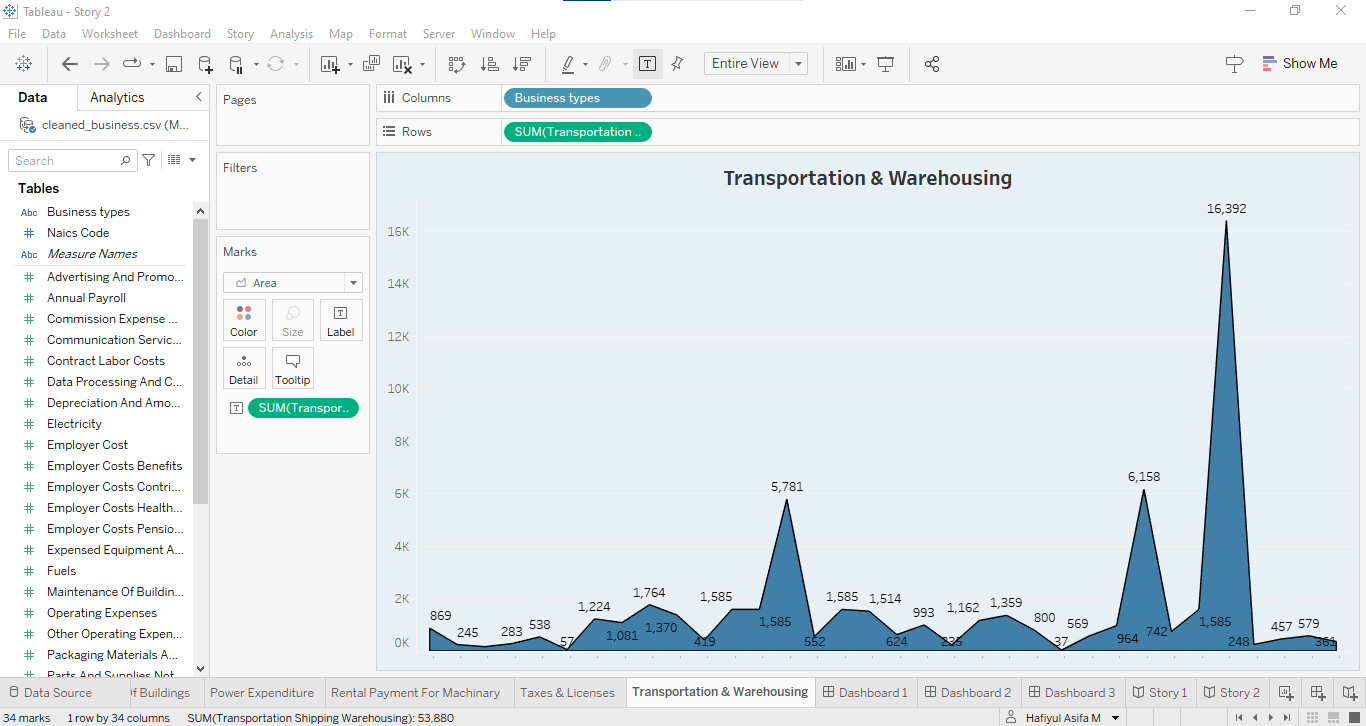 Tableau - Story 2
File Data Worksheet Dashboard Story Analysis Map Format Server Window Help
Entire View
Show Me
Data Analytics
cleaned_business.csv (M...
Search
Tables
Abc Business types
# Naics Code
Abc Measure Names
# Advertising And Promo...
# Annual Payroll
# Commission Expense ...
# Communication Servic...
# Contract Labor Costs
# Data Processing And C...
# Depreciation And Amo...
# Electricity
# Employer Cost
# Employer Costs Benefits
# Employer Costs Contri...
# Employer Costs Health...
# Employer Costs Pensio...
# Expensed Equipment A...
# Fuels
# Maintenance Of Buildin...
# Operating Expenses
# Other Operating Expen...
# Packaging Materials A...
# Parts And Supplies Not
Pages
Filters
Marks
Area
Color Size Label
Detail Tooltip
SUM(Transpor..
Columns Business types
Rows SUM(Transportation ..
Transportation & Warehousing
16K
14K
12K
10K
8K
6K
4K
2K
0K
869
245
283
538
57
1,224
1,081
1,764
1,370
419
1,585
1,585
5,781
552
1,585
1,514
624
993
235
1,162
1,359
800
37
569
964
6,158
742
1,585
16,392
248
457
579
361
Data Source
Of Buildings Power Expenditure Rental Payment For Machinary Taxes & Licenses Transportation & Warehousing Dashboard 1 Dashboard 2 Dashboard 3 Story 1 Story 2
34 marks 1 row by 34 columns SUM(Transportation Shipping Warehousing): 53,880
Hafiyul Asifa M